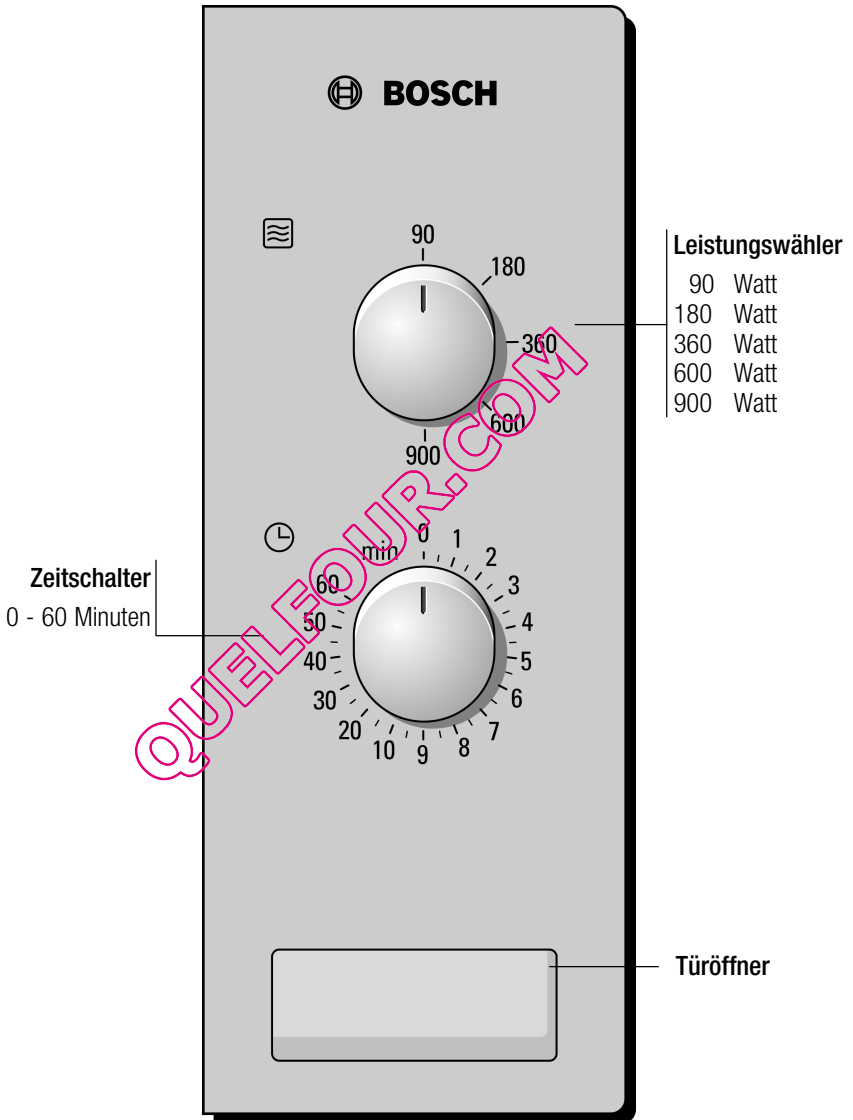 BOSCH
90
180
360
600
900
Leistungswähler
90 Watt
180 Watt
360 Watt
600 Watt
900 Watt
min
0
1
2
3
4
5
6
7
8
9
10
20
30
40
50
60
Zeitschalter
0 - 60 Minuten
Türöffner
QUELFOUR.COM